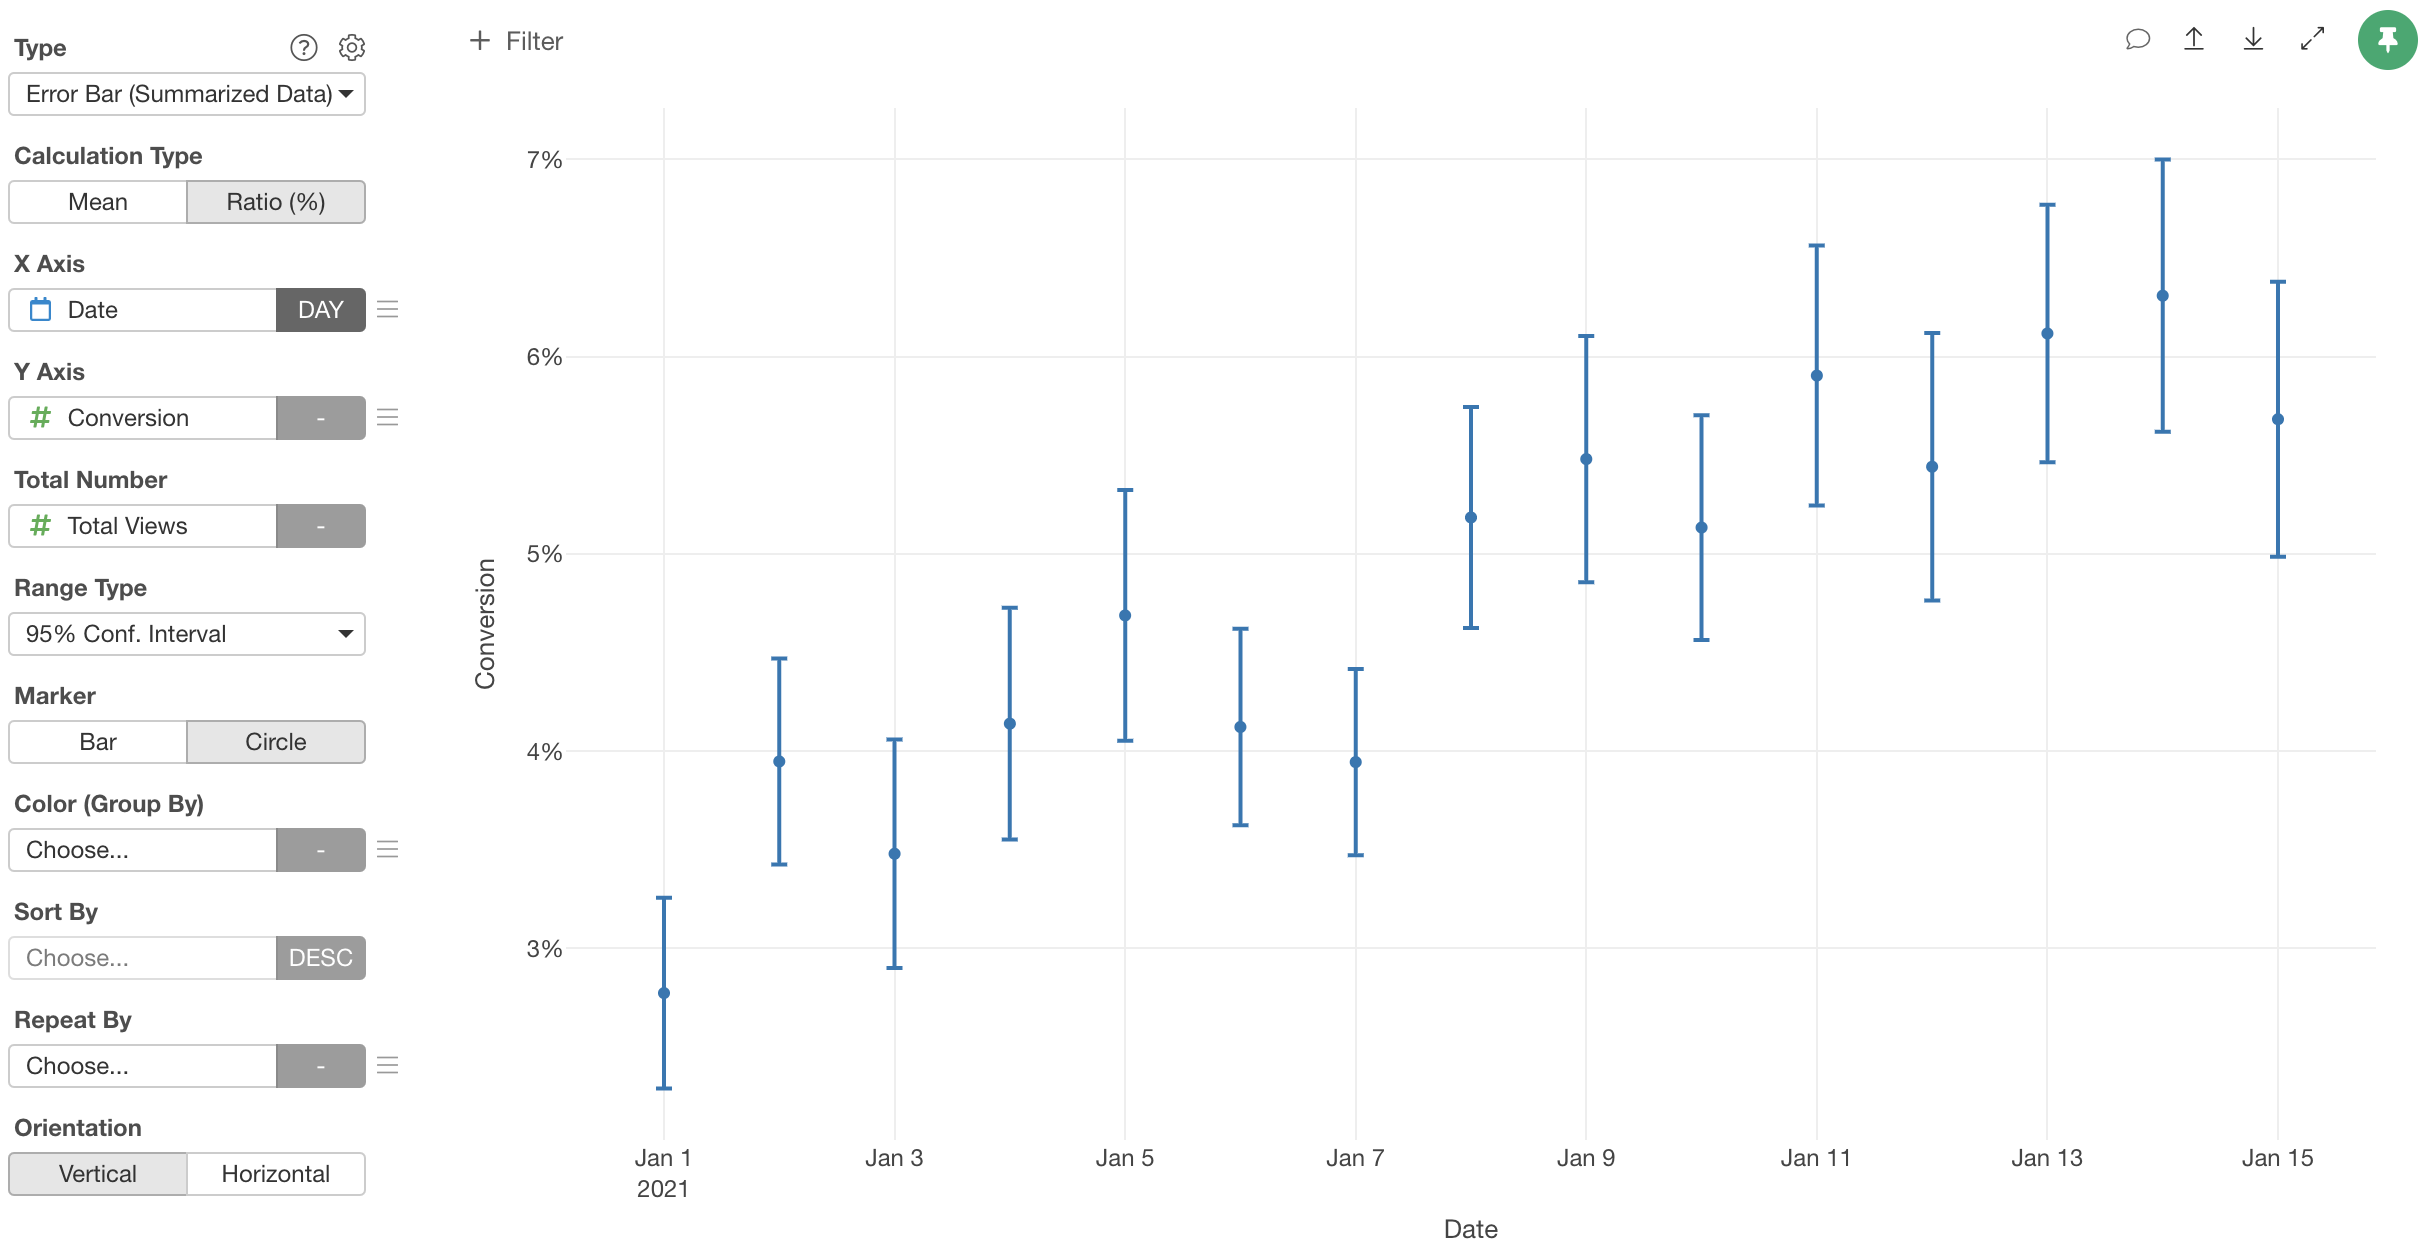 Type
Error Bar (Summarized Data)
Calculation Type
Mean
Ratio (%)
X Axis
Date
DAY
Y Axis
# Conversion
-
Total Number
# Total Views
-
Range Type
95% Conf. Interval
Marker
Bar
Circle
Color (Group By)
Choose...
-
Sort By
Choose...
DESC
Repeat By
Choose...
-
Orientation
Vertical
Horizontal
+ Filter
7%
6%
5%
4%
3%
Conversion
Jan 1
2021
Jan 3
Jan 5
Jan 7
Jan 9
Jan 11
Jan 13
Jan 15
Date